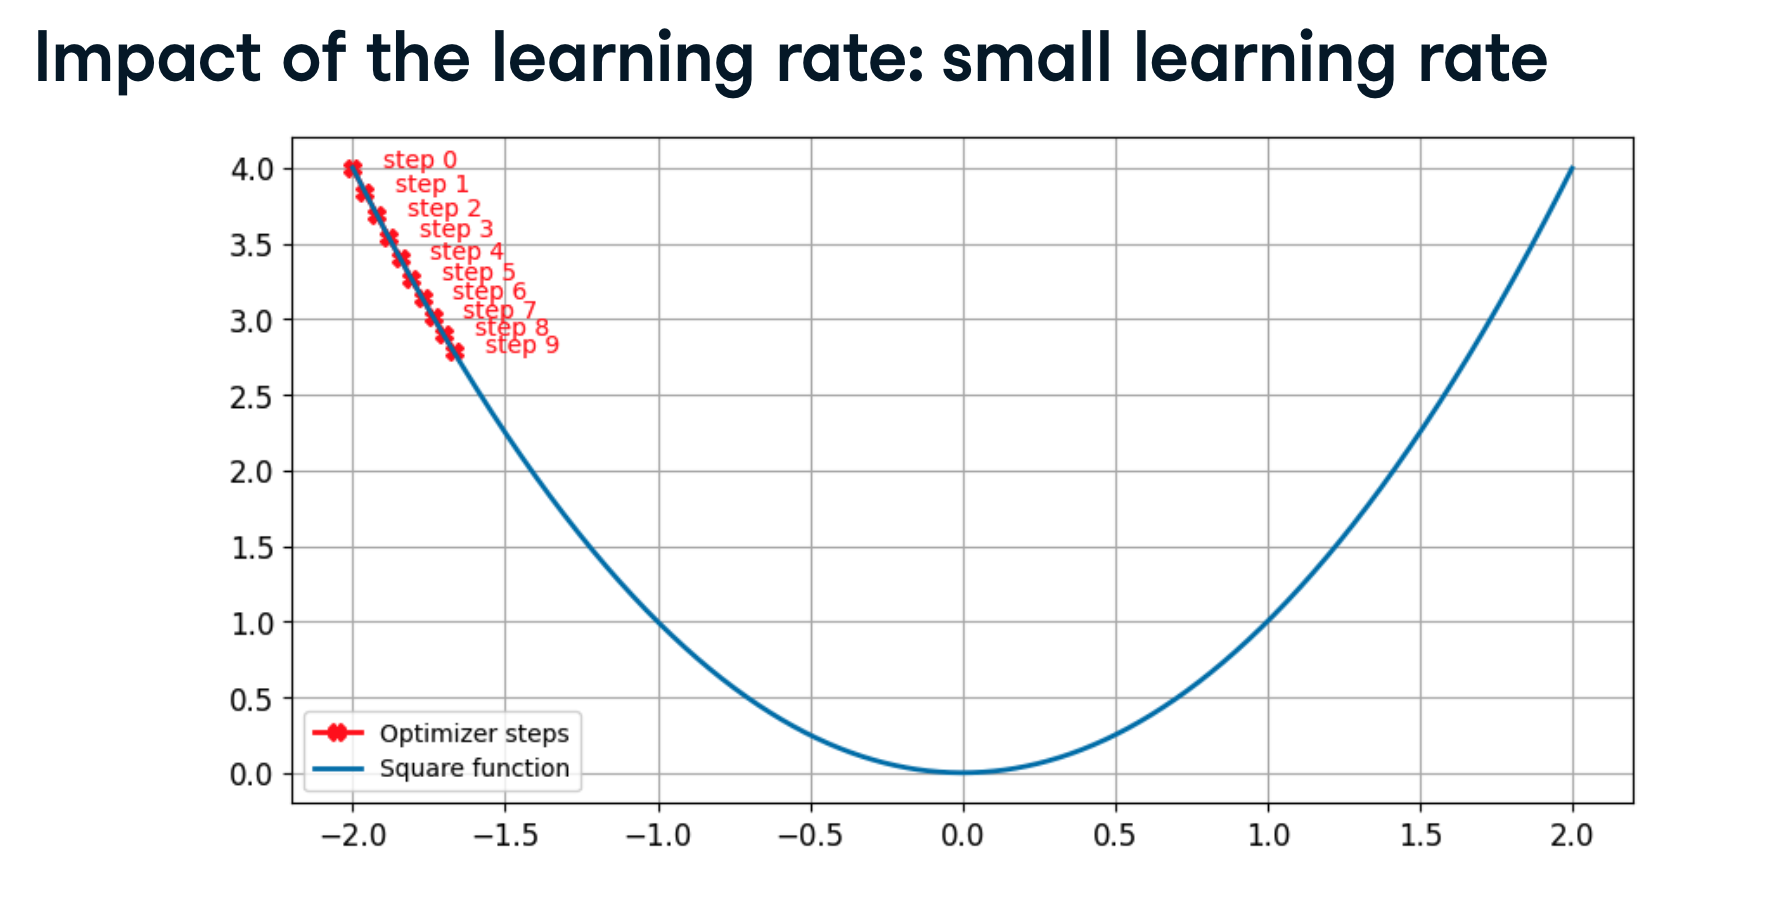 Impact of the learning rate: small learning rate
4.0
3.5
3.0
2.5
2.0
1.5
1.0
0.5
0.0
step 0
step 1
step 2
step 3
step 4
step 5
step 6
step 7
step 8
step 9
Optimizer steps
Square function
−2.0 −1.5 −1.0 −0.5 0.0 0.5 1.0 1.5 2.0